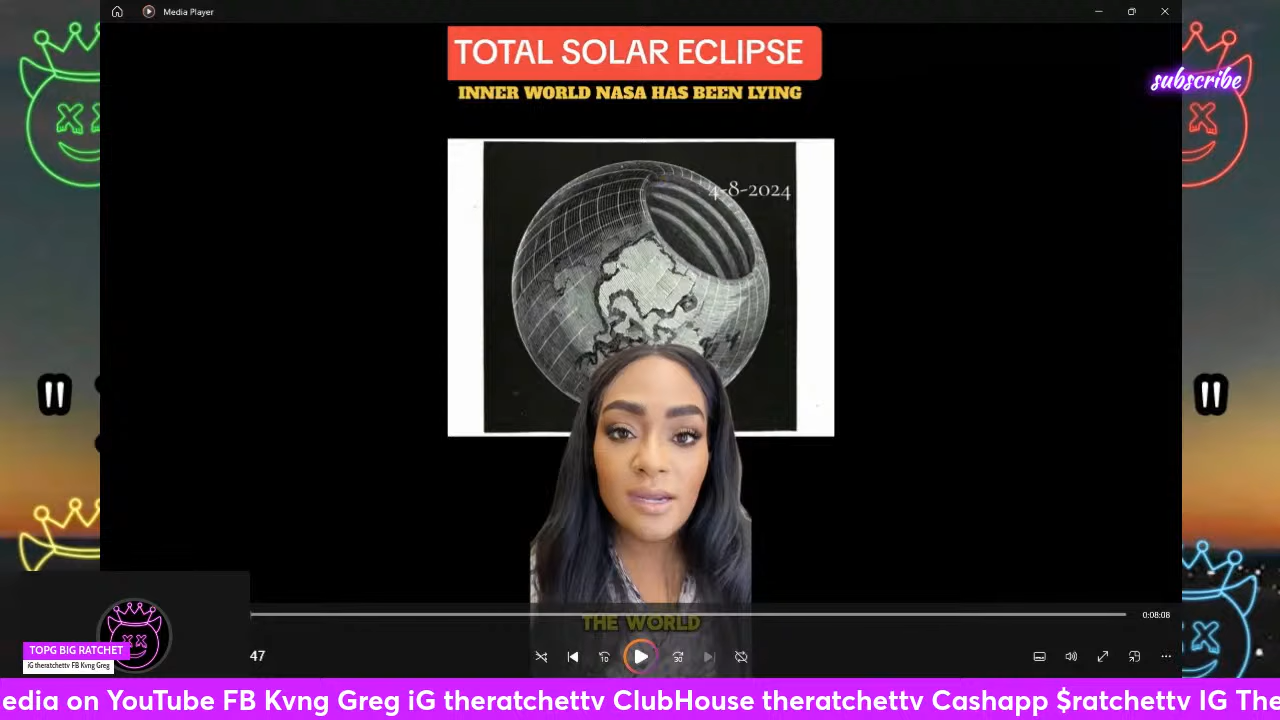 Media Player
TOTAL SOLAR ECLIPSE
INNER WORLD NASA HAS BEEN LYING
subscribe
4-8-2024
"
"
THE WORLD
0:08:08
47
10
30
TOPG BIG RATCHET
iG theratchettv FB Kvng Greg
edia on YouTube FB Kvng Greg iG theratchettv ClubHouse theratchettv Cashapp $ratchettv IG The